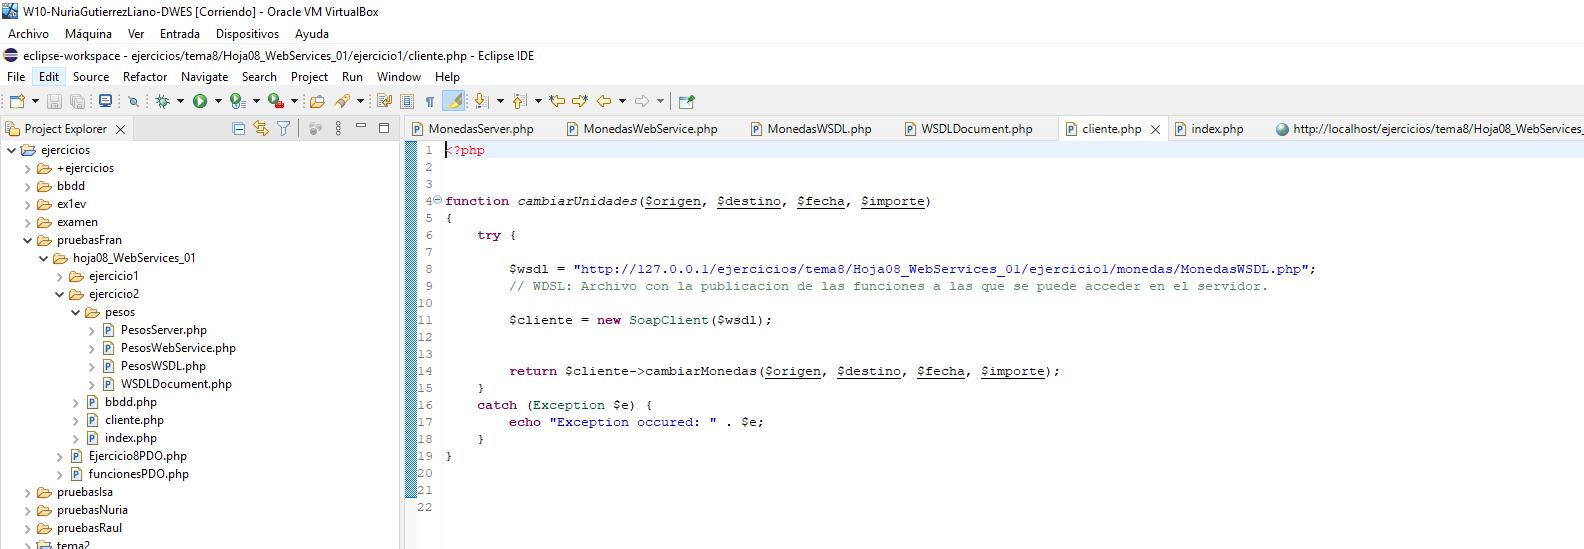 W10-NuriaGutierrezLiano-DWES [Corriendo] - Oracle VM VirtualBox
Archivo Máquina Ver Entrada Dispositivos Ayuda
eclipse-workspace - ejercicios/tema8/Hoja08_WebServices_01/ejercicio1/cliente.php - Eclipse IDE
File Edit Source Refactor Navigate Search Project Run Window Help
Project Explorer
MonedasServer.php MonedasWebService.php MonedasWSDL.php WSDLDocument.php cliente.php index.php http://localhost/ejercicios/tema8/Hoja08_WebServices_
ejercicios
+ejercicios
bbdd
ex1ev
examen
pruebasFran
hoja08_WebServices_01
ejercicio1
ejercicio2
pesos
PesosServer.php
PesosWebService.php
PesosWSDL.php
WSDLDocument.php
bbdd.php
cliente.php
index.php
Ejercicio8PDO.php
funcionesPDO.php
pruebasIsa
pruebasNuria
pruebasRaul
tema2
1 <?php
2
3
4 function cambiarUnidades($origen, $destino, $fecha, $importe)
5 {
6 try {
7
8 $wsdl = "http://127.0.0.1/ejercicios/tema8/Hoja08_WebServices_01/ejercicio1/monedas/MonedasWSDL.php";
9 // WDSL: Archivo con la publicacion de las funciones a las que se puede acceder en el servidor.
10
11 $cliente = new SoapClient($wsdl);
12
13
14 return $cliente->cambiarMonedas($origen, $destino, $fecha, $importe);
15 }
16 catch (Exception $e) {
17 echo "Exception occured: " . $e;
18 }
19 }
20
21
22